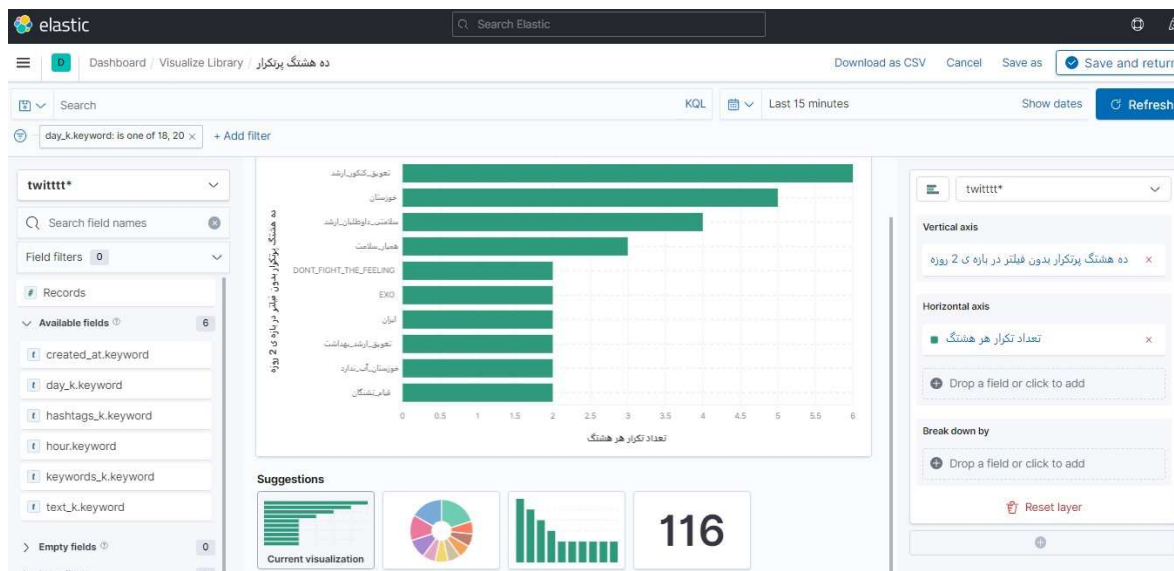 elastic
Search Elastic
D
Dashboard / Visualize Library / ده هشتگ پرتکرار
Download as CSV Cancel Save as Save and return
Search
KQL
Last 15 minutes
Show dates
Refresh
day_k.keyword: is one of 18, 20 ×
+ Add filter
twitttt*
Search field names
Field filters 0
# Records
Available fields 6
t created_at.keyword
t day_k.keyword
t hashtags_k.keyword
t hour.keyword
t keywords_k.keyword
t text_k.keyword
Empty fields 0
ده هشتگ پرتکرار بدون فیلتر در بازه ی 2 روزه
تعویق_کنکور_ارشد
خوزستان
سلامتی_داوطلبان_ارشد
همیار_سلامت
DONT_FIGHT_THE_FEELING
EXO
ایران
تعویق_ارشد_بهداشت
خوزستان_آب_ندارد
قیام_تشنگان
0 0.5 1 1.5 2 2.5 3 3.5 4 4.5 5 5.5 6
تعداد تکرار هر هشتگ
Suggestions
Current visualization
116
twitttt*
Vertical axis
ده هشتگ پرتکرار بدون فیلتر در بازه ی 2 روزه ×
Horizontal axis
تعداد تکرار هر هشتگ ×
Drop a field or click to add
Break down by
Drop a field or click to add
Reset layer